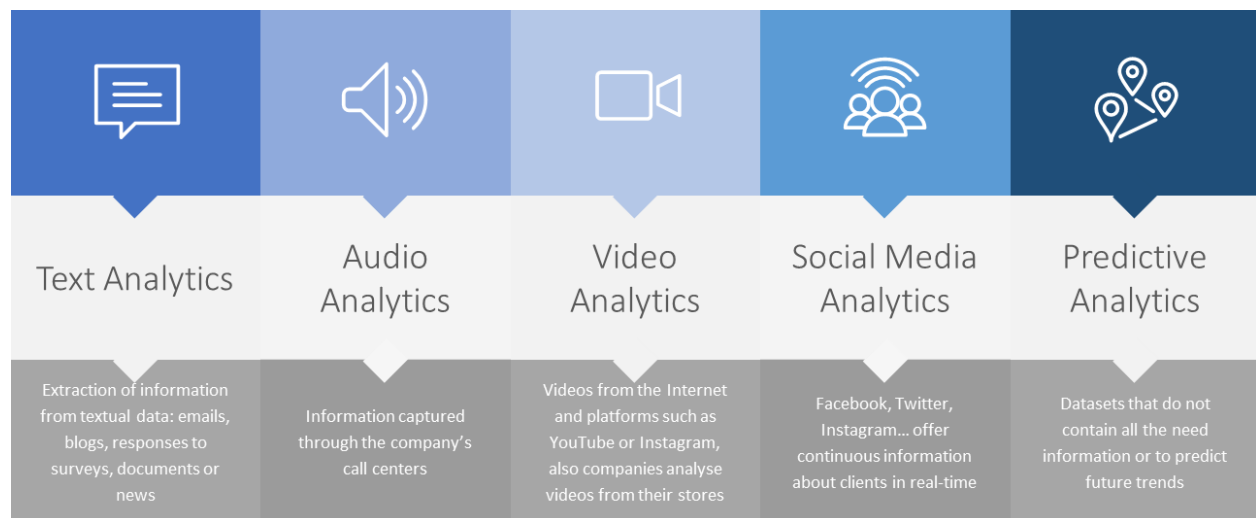 Text Analytics
Audio
Analytics
Video
Analytics
Social Media
Analytics
Predictive
Analytics
Extraction of information
from textual data: emails,
blogs, responses to
surveys, documents or
news
Information captured
through the company's
call centers
Videos from the Internet
and platforms such as
YouTube or Instagram,
also companies analyse
videos from their stores
Facebook, Twitter,
Instagram... offer
continuous information
about clients in real-time
Datasets that do not
contain all the need
information or to predict
future trends